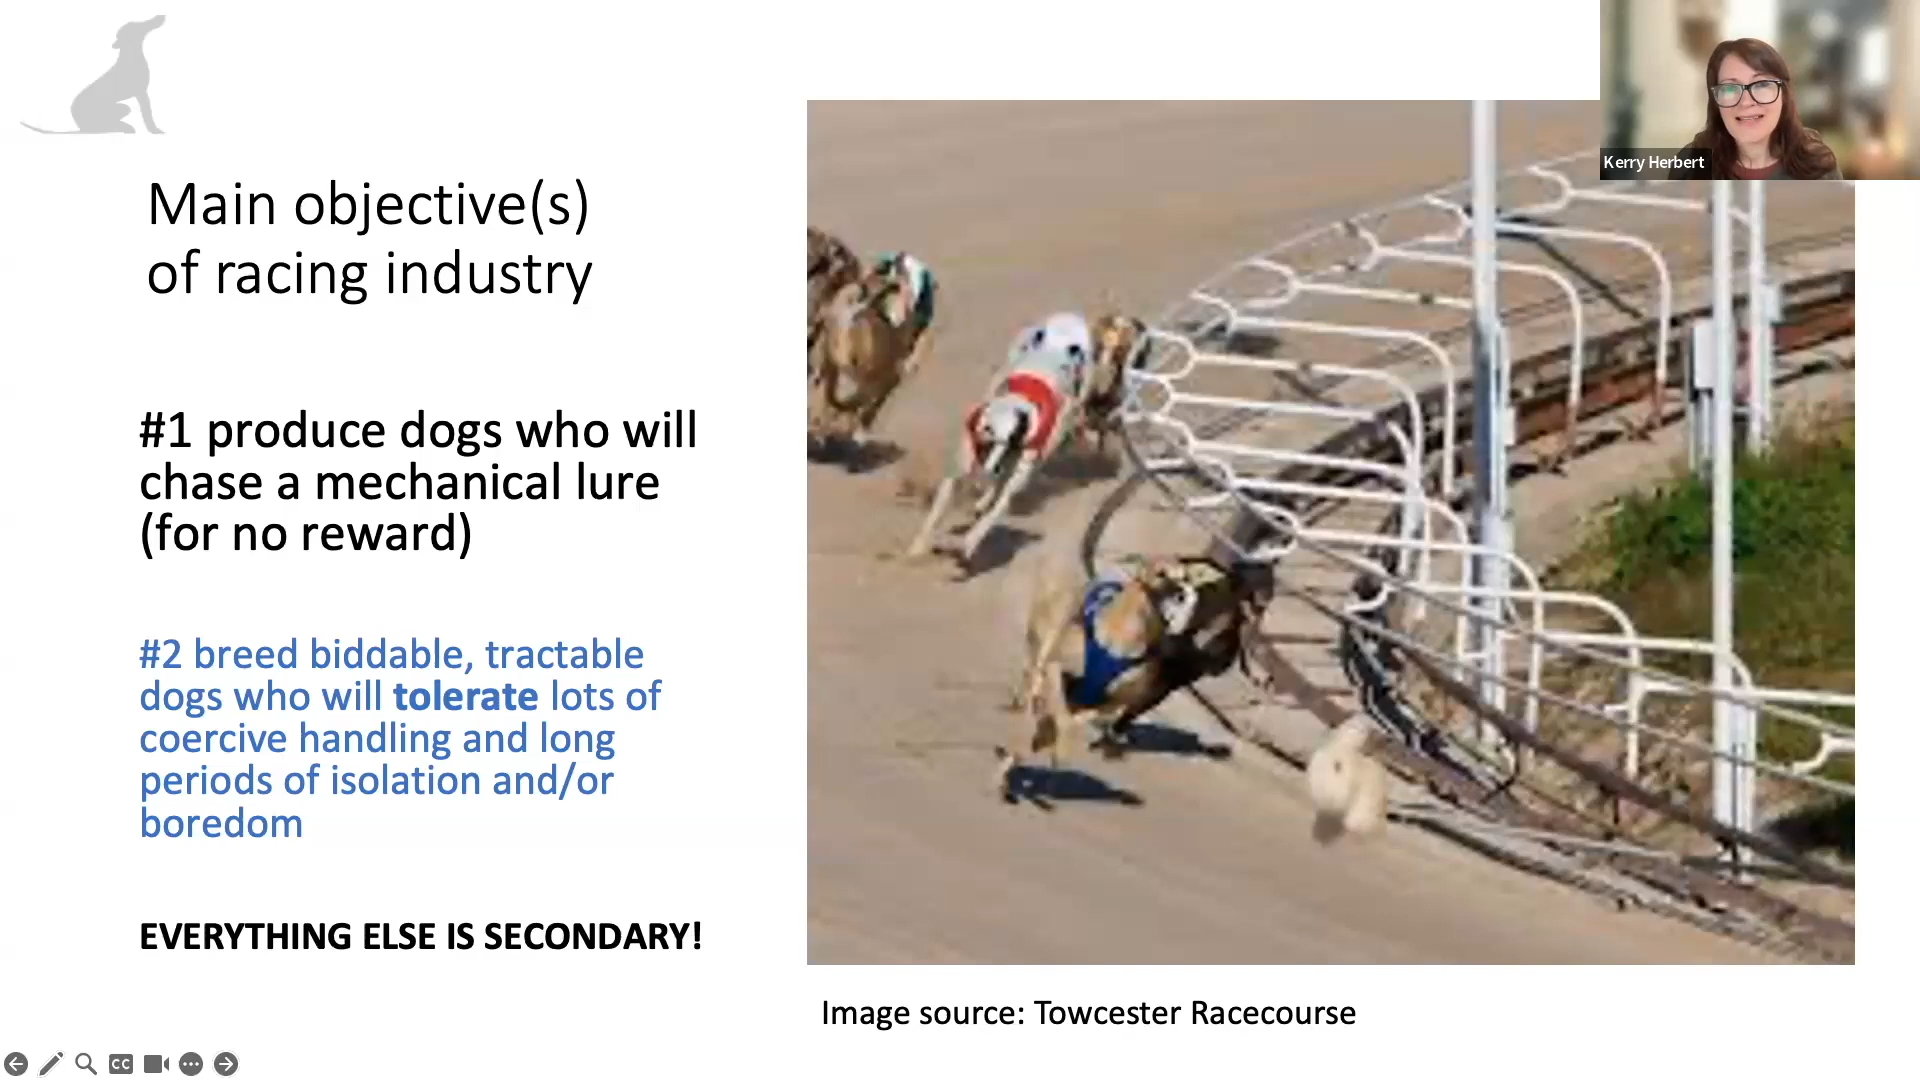 Kerry Herbert
Main objective(s)
of racing industry
#1 produce dogs who will
chase a mechanical lure
(for no reward)
#2 breed biddable, tractable
dogs who will tolerate lots of
coercive handling and long
periods of isolation and/or
boredom
EVERYTHING ELSE IS SECONDARY!
Image source: Towcester Racecourse
CC